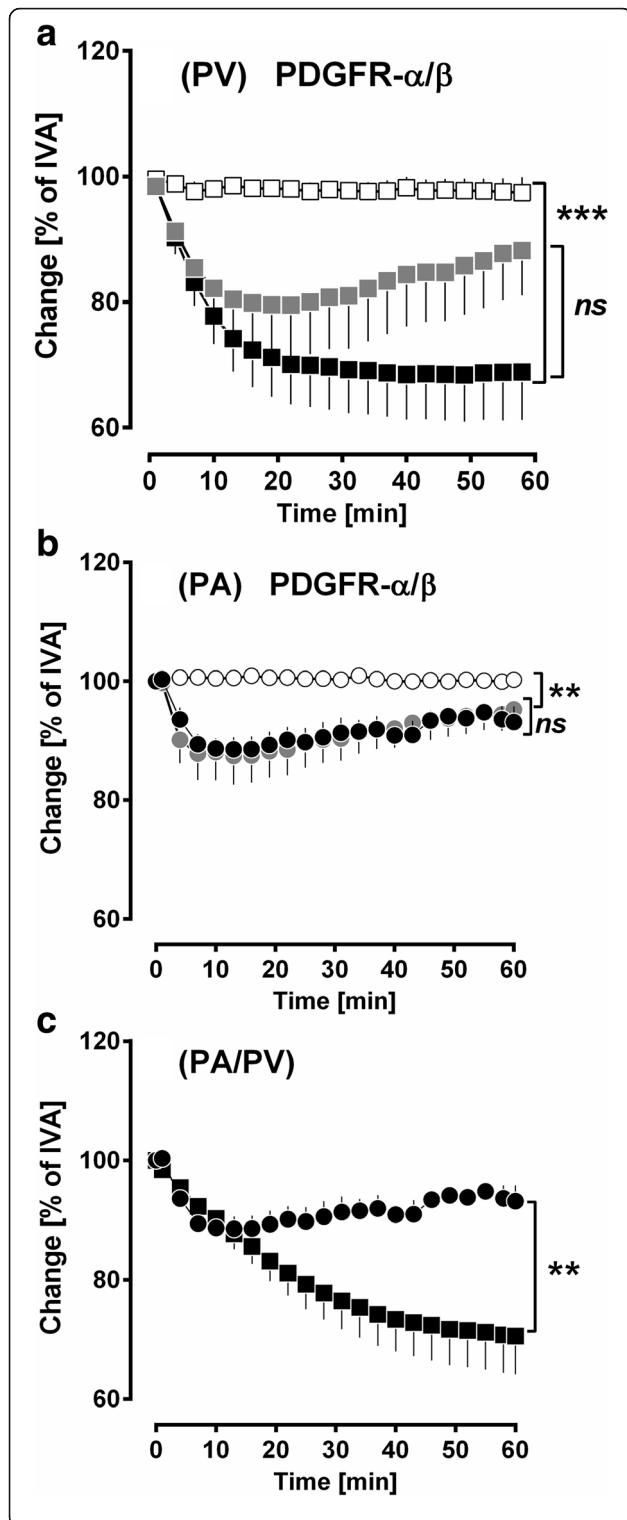 a
120
(PV) PDGFR-α/β
100
80
60
Change [% of IVA]
***
ns
0 10 20 30 40 50 60
Time [min]
b
120
(PA) PDGFR-α/β
100
80
60
Change [% of IVA]
**
ns
0 10 20 30 40 50 60
Time [min]
c
120
(PA/PV)
100
80
60
Change [% of IVA]
**
0 10 20 30 40 50 60
Time [min]